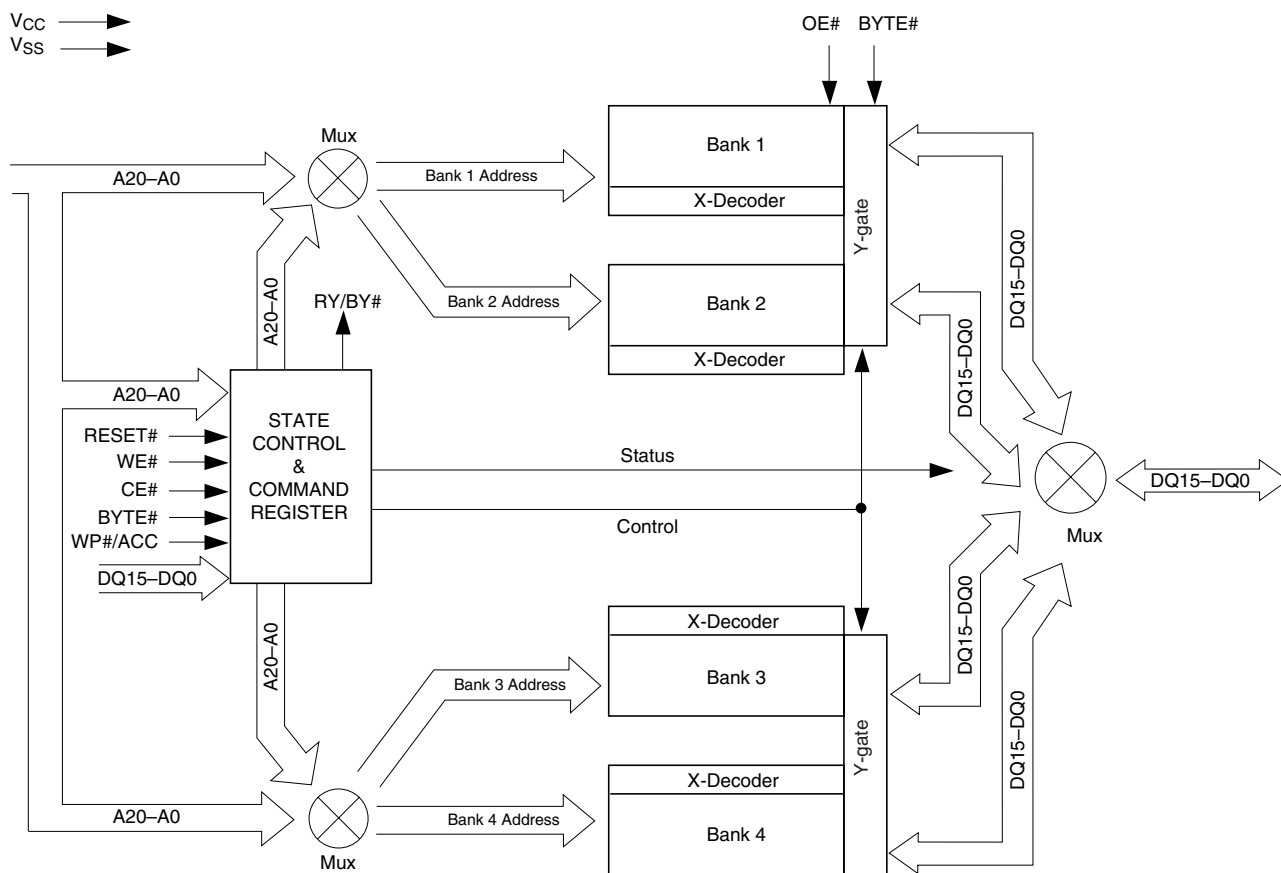 VCC
VSS
OE# BYTE#
Mux
A20–A0
Bank 1 Address
Bank 1
X-Decoder
Y-gate
DQ15–DQ0
A20–A0
RY/BY#
Bank 2 Address
Bank 2
X-Decoder
DQ15–DQ0
A20–A0
RESET#
WE#
CE#
BYTE#
WP#/ACC
DQ15–DQ0
STATE
CONTROL
&
COMMAND
REGISTER
Status
Control
DQ15–DQ0
Mux
A20–A0
X-Decoder
Bank 3 Address
Bank 3
Y-gate
DQ15–DQ0
DQ15–DQ0
X-Decoder
A20–A0
Mux
Bank 4 Address
Bank 4